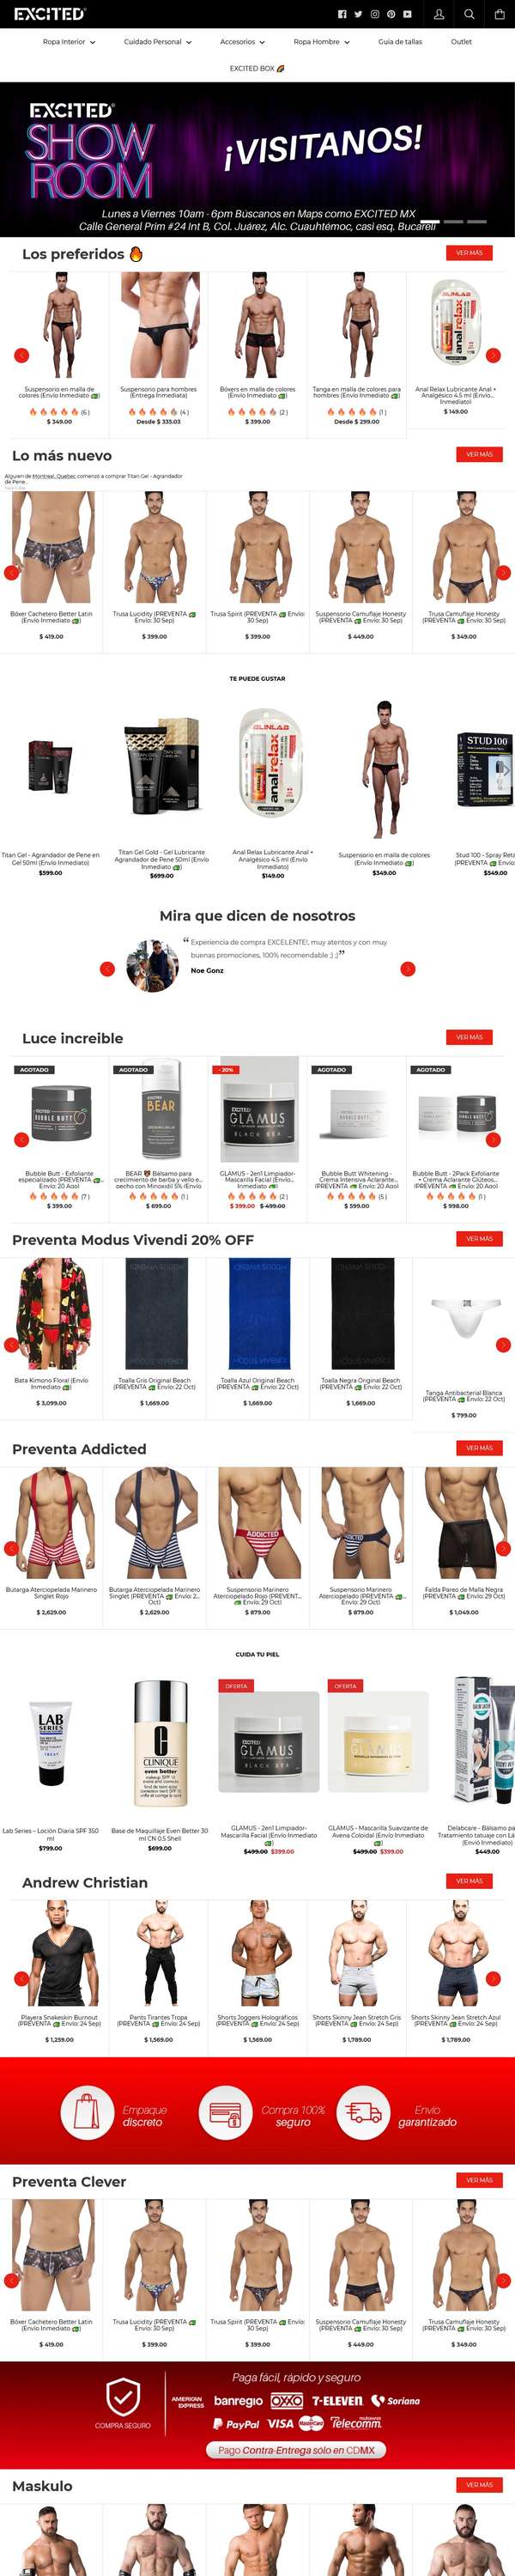 EXCITED
Ropa Interior
Cuidado Personal
Accesorios
Ropa Hombre
Guia de tallas
Outlet
EXCITED BOX
EXCITED
SHOW
ROOM
¡VISITANOS!
Lunes a Viernes 10am - 6pm Búscanos en Maps como EXCITED MX
Calle General Prim #24 Int B, Col. Juárez, Alc. Cuauhtémoc, casi esq. Bucareli
Los preferidos
VER MÁS
Suspensorio en malla de
colores (Envío Inmediato )
(6)
$ 349.00
Suspensorio para hombres
(Entrega Inmediata)
(4)
Desde $ 333.03
Bóxers en malla de colores
(Envío Inmediato )
(2)
$ 399.00
Tanga en malla de colores para
hombres (Envío Inmediato )
(1)
Desde $ 299.00
Anal Relax Lubricante Anal +
Analgésico 4.5 ml (Envío...
Inmediato)
$ 149.00
Lo más nuevo
VER MÁS
Alguien de Montreal, Quebec comenzó a comprar Titan Gel - Agrandador
de Pene
Bóxer Cachetero Better Latin
(Envío Inmediato )
$ 419.00
Trusa Lucidity (PREVENTA
Envío: 30 Sep)
$ 399.00
Trusa Spirit (PREVENTA Envío:
30 Sep)
$ 399.00
Suspensorio Camuflaje Honesty
(PREVENTA Envío: 30 Sep)
$ 449.00
Trusa Camuflaje Honesty
(PREVENTA Envío: 30 Sep)
$ 349.00
TE PUEDE GUSTAR
Titan Gel - Agrandador de Pene en
Gel 50ml (Envío Inmediato)
$599.00
Titan Gel Gold - Gel Lubricante
Agrandador de Pene 50ml (Envío
Inmediato )
$699.00
Anal Relax Lubricante Anal +
Analgésico 4.5 ml (Envío
Inmediato)
$149.00
Suspensorio en malla de colores
(Envío Inmediato )
$349.00
STUD 100
Stud 100 - Spray Reta
(PREVENTA Envío:
$549.00
Mira que dicen de nosotros
“ Experiencia de compra EXCELENTE!, muy atentos y con muy
buenas promociones, 100% recomendable ;) ;)”
Noe Gonz
Luce increible
VER MÁS
AGOTADO
Bubble Butt - Exfoliante
especializado (PREVENTA ...
Envío: 20 Ago)
(7)
$ 399.00
AGOTADO
BEAR
BEAR Bálsamo para
crecimiento de barba y vello e...
pecho con Minoxidil 5% (Envío
(1)
$ 699.00
- 20%
GLAMUS
BLACK SEA
GLAMUS - 2en1 Limpiador-
Mascarilla Facial (Envío...
Inmediato )
(2)
$ 399.00 $ 499.00
AGOTADO
Bubble Butt Whitening -
Crema Intensiva Aclarante...
(PREVENTA Envío: 20 Ago)
(5)
$ 599.00
AGOTADO
Bubble Butt - 2Pack Exfoliante
+ Crema Aclarante Glúteos...
(PREVENTA Envío: 20 Ago)
(1)
$ 998.00
Preventa Modus Vivendi 20% OFF
VER MÁS
Bata Kimono Floral (Envío
Inmediato )
$ 3,099.00
Toalla Gris Original Beach
(PREVENTA Envío: 22 Oct)
$ 1,669.00
Toalla Azul Original Beach
(PREVENTA Envío: 22 Oct)
$ 1,669.00
Toalla Negra Original Beach
(PREVENTA Envío: 22 Oct)
$ 1,669.00
Tanga Antibacterial Blanca
(PREVENTA Envío: 22 Oct)
$ 799.00
Preventa Addicted
VER MÁS
ADDICTED
Butarga Aterciopelada Marinero
Singlet Rojo
$ 2,629.00
Butarga Aterciopelada Marinero
Singlet (PREVENTA Envío: 2...
Oct)
$ 2,629.00
Suspensorio Marinero
Aterciopelado Rojo (PREVENT...
Envío: 29 Oct)
$ 879.00
Suspensorio Marinero
Aterciopelado (PREVENTA ...
Envío: 29 Oct)
$ 879.00
Falda Pareo de Malla Negra
(PREVENTA Envío: 29 Oct)
$ 1,049.00
CUIDA TU PIEL
LAB
SERIES
Lab Series – Loción Diaria SPF 35 50
ml
$799.00
CLINIQUE
even better
Base de Maquillaje Even Better 30
ml CN 0.5 Shell
$699.00
OFERTA
EXCITED
GLAMUS
BLACK SEA
GLAMUS - 2en1 Limpiador-
Mascarilla Facial (Envío Inmediato
)
$499.00 $399.00
OFERTA
GLAMUS
GLAMUS - Mascarilla Suavizante de
Avena Coloidal (Envío Inmediato
)
$499.00 $399.00
Delabcare - Bálsamo pa
Tratamiento tatuaje con Lá
(Envió Inmediato)
$449.00
Andrew Christian
VER MÁS
Playera Snakeskin Burnout
(PREVENTA Envío: 24 Sep)
$ 1,259.00
Pants Tirantes Tropa
(PREVENTA Envío: 24 Sep)
$ 1,569.00
Shorts Joggers Holográficos
(PREVENTA Envío: 24 Sep)
$ 1,569.00
Shorts Skinny Jean Stretch Gris
(PREVENTA Envío: 24 Sep)
$ 1,789.00
Shorts Skinny Jean Stretch Azul
(PREVENTA Envío: 24 Sep)
$ 1,789.00
Empaque
discreto
Compra 100%
seguro
Envío
garantizado
Preventa Clever
VER MÁS
Bóxer Cachetero Better Latin
(Envío Inmediato )
$ 419.00
Trusa Lucidity (PREVENTA
Envío: 30 Sep)
$ 399.00
Trusa Spirit (PREVENTA Envío:
30 Sep)
$ 399.00
Suspensorio Camuflaje Honesty
(PREVENTA Envío: 30 Sep)
$ 449.00
Trusa Camuflaje Honesty
(PREVENTA Envío: 30 Sep)
$ 349.00
COMPRA SEGURO
Paga fácil, rápido y seguro
AMERICAN
EXPRESS
banregio
OXXO
7-ELEVEN
Soriana
PayPal
VISA
MasterCard
Telecomm.
Pago Contra-Entrega sólo en CDMX
Maskulo
VER MÁS